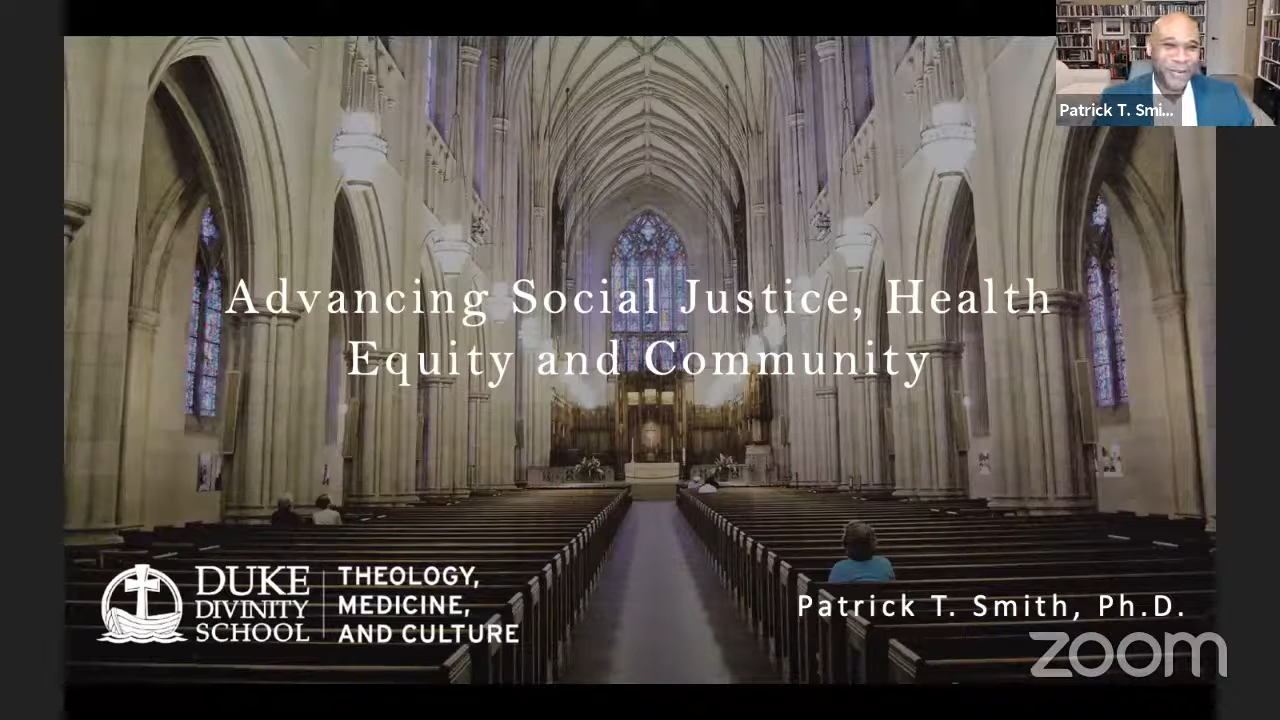 Patrick T. Smi...
Advancing Social Justice, Health
Equity and Community
DUKE
DIVINITY
SCHOOL
THEOLOGY,
MEDICINE,
AND CULTURE
Patrick T. Smith, Ph.D.
zoom